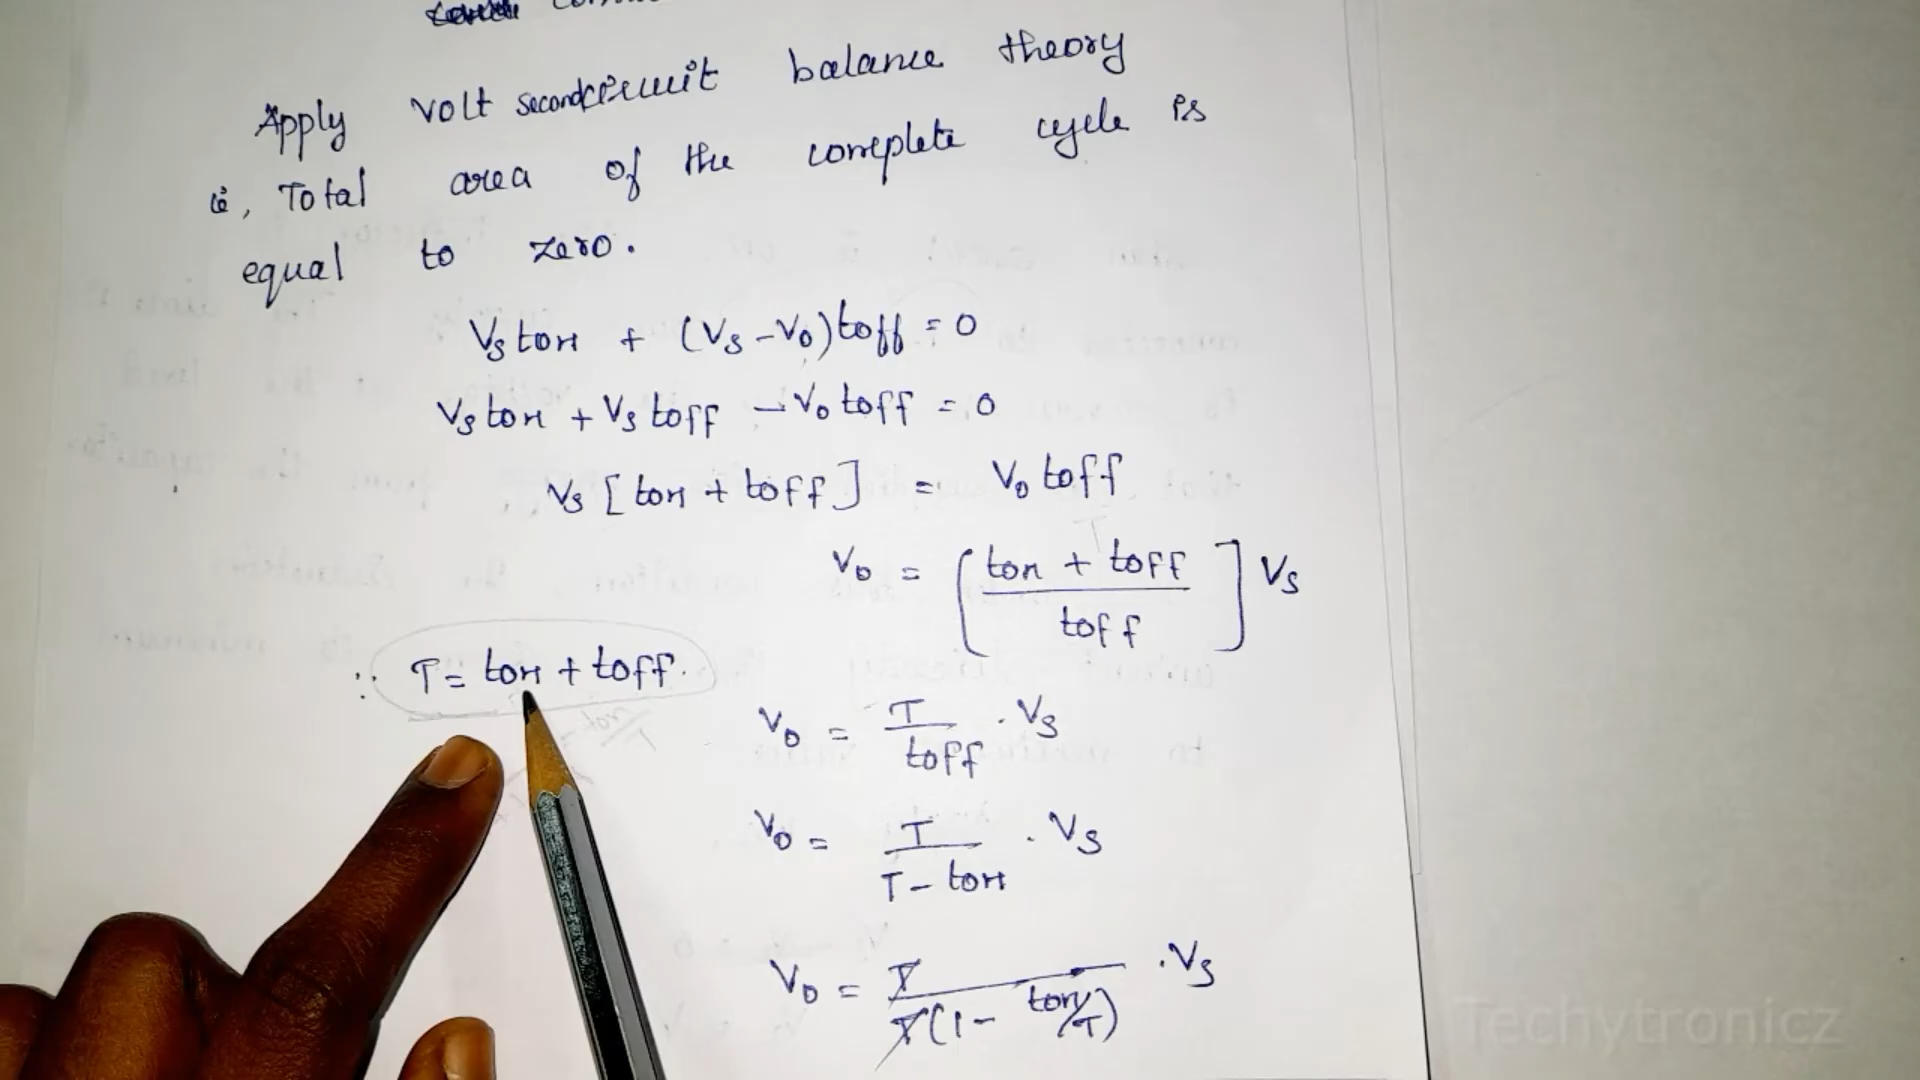 Apply volt second circuit balance theory
ie, Total area of the complete cycle is
equal to zero.
Vs ton + (Vs - Vo) toff = 0
Vs ton + Vs toff - Vo toff = 0
Vs [ton + toff] = Vo toff
Vo = [ton + toff / toff] Vs
∵ T = ton + toff.
Vo = T / toff . Vs
Vo = T / T - ton . Vs
Vo = T / T(1 - ton/T) . Vs
Techytronicz